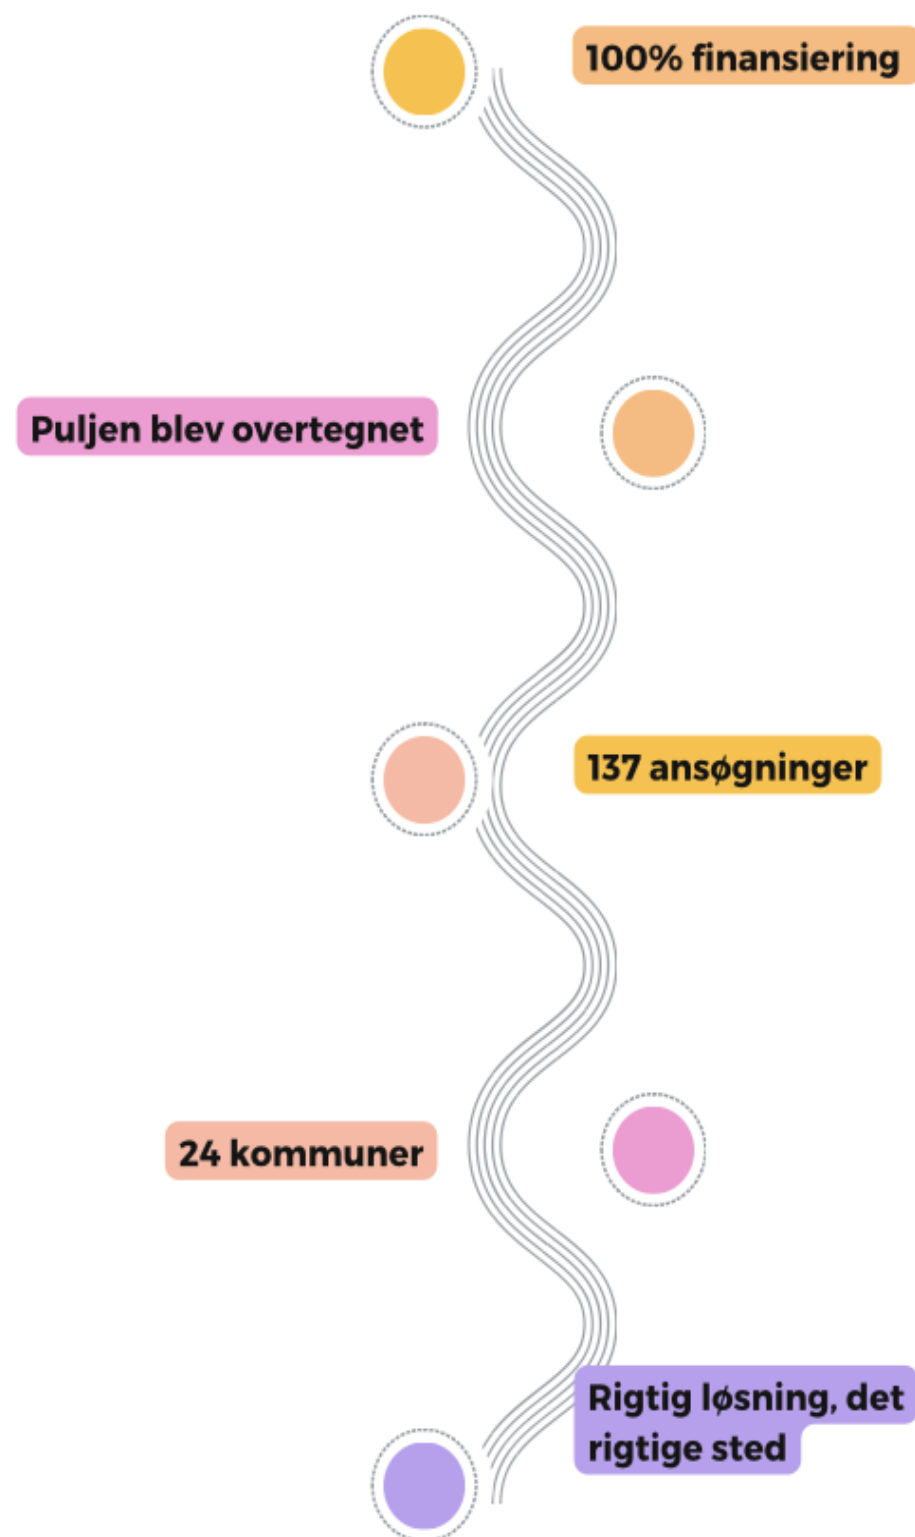 100% finansiering
Puljen blev overtegnet
137 ansøgninger
24 kommuner
Rigtig løsning, det
rigtige sted